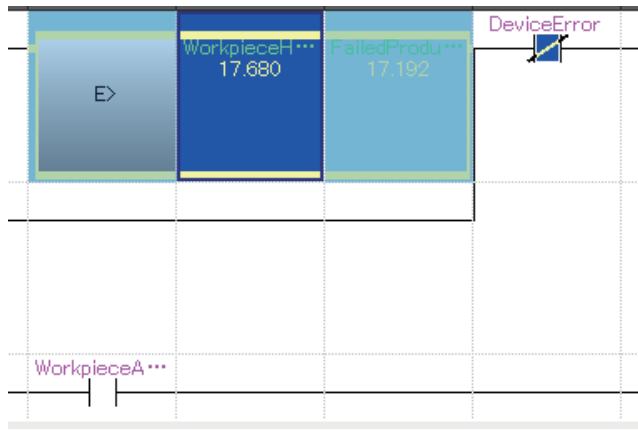 DeviceError
E>
WorkpieceH…
17.680
FailedProdu…
17.192
WorkpieceA…